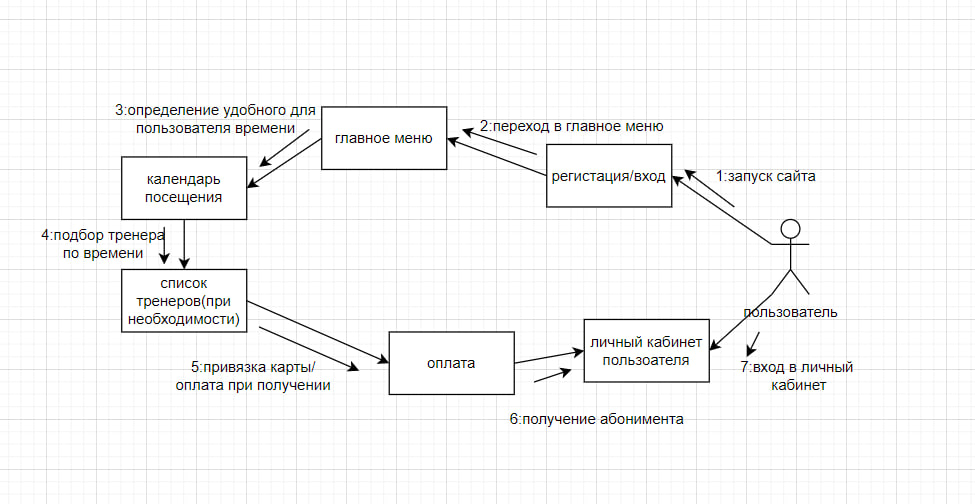 3:определение удобного для
пользователя времени
главное меню
2:переход в главное меню
регистация/вход
1:запуск сайта
календарь
посещения
4:подбор тренера
по времени
список
тренеров(при
необходимости)
5:привязка карты/
оплата при получении
оплата
6:получение абонимента
личный кабинет
пользоателя
пользователь
7:вход в личный
кабинет